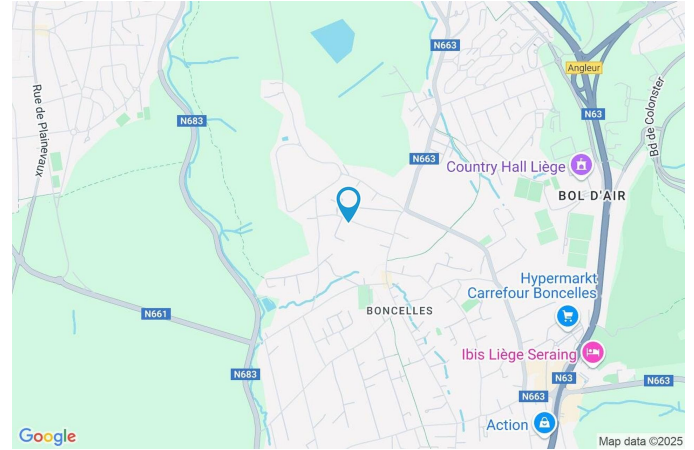 N663
Angleur
Rue de Plainevaux
N683
N63
Bd de Colonster
N663
Country Hall Liège
BOL D'AIR
Hypermarkt
Carrefour Boncelles
BONCELLES
N661
Ibis Liège Seraing
N683
N63
N663
N663
Action
Google
Map data ©2025